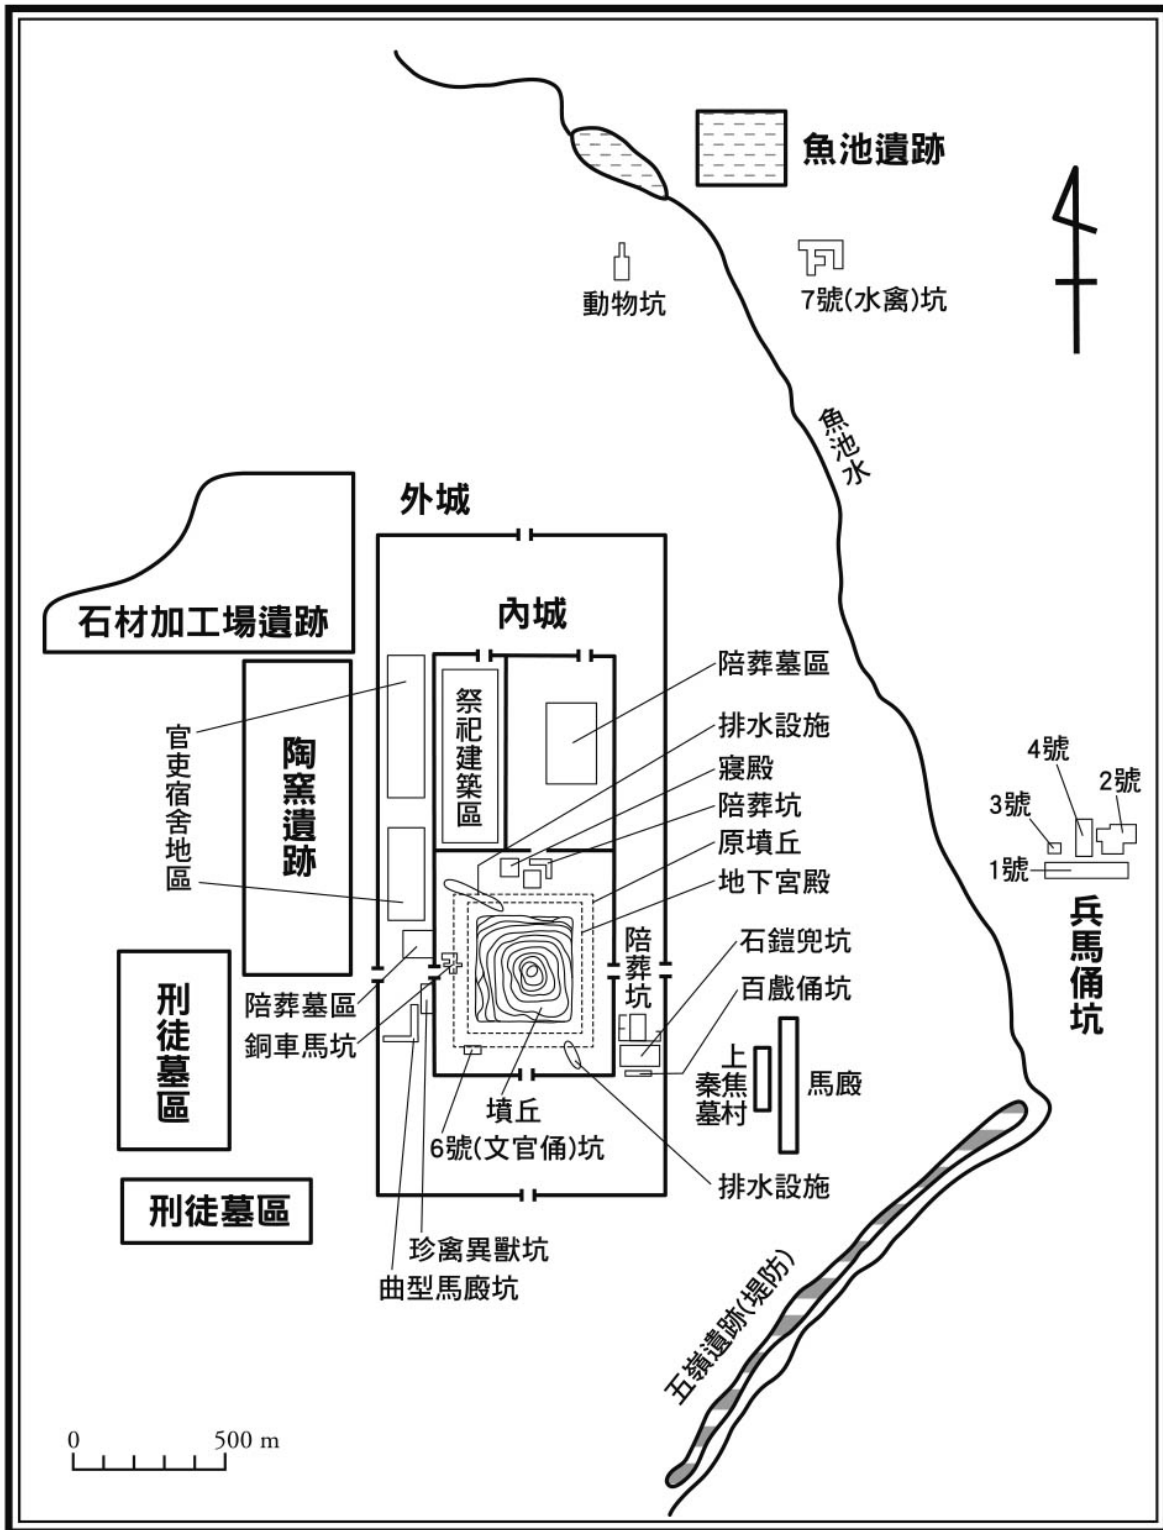 魚池遺跡
動物坑
7號(水禽)坑
魚池水
外城
石材加工場遺跡
內城
祭祀建築區
陪葬墓區
排水設施
寢殿
陪葬坑
原墳丘
地下宮殿
官吏宿舍地區
陶窯遺跡
4號
2號
3號
1號
兵馬俑坑
陪葬坑
石鎧兜坑
百戲俑坑
刑徒墓區
陪葬墓區
銅車馬坑
上焦村
秦墓
馬廄
墳丘
6號(文官俑)坑
排水設施
刑徒墓區
珍禽異獸坑
曲型馬廄坑
五嶺遺跡(堤防)
0
500 m